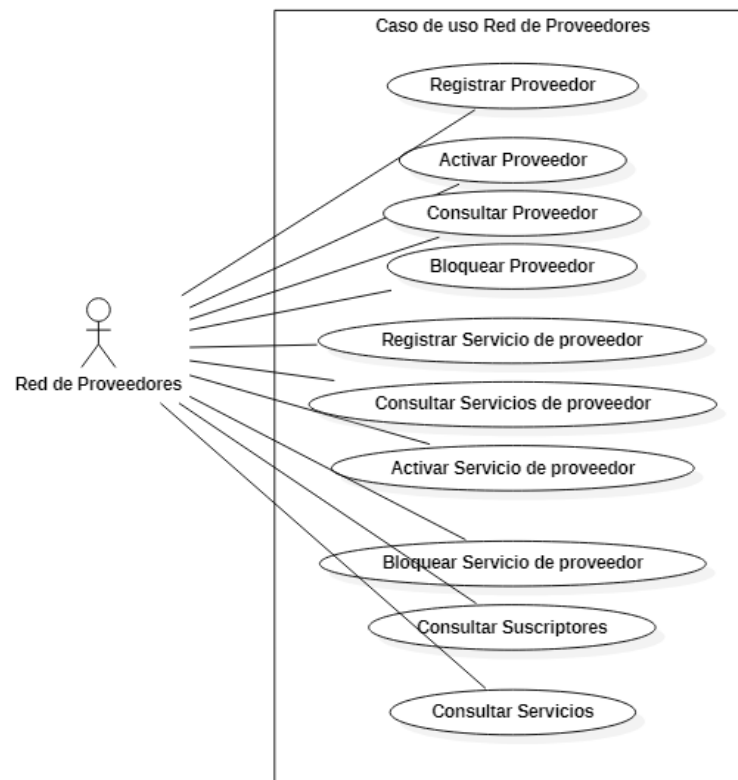 Caso de uso Red de Proveedores
Registrar Proveedor
Activar Proveedor
Consultar Proveedor
Bloquear Proveedor
Registrar Servicio de proveedor
Red de Proveedores
Consultar Servicios de proveedor
Activar Servicio de proveedor
Bloquear Servicio de proveedor
Consultar Suscriptores
Consultar Servicios